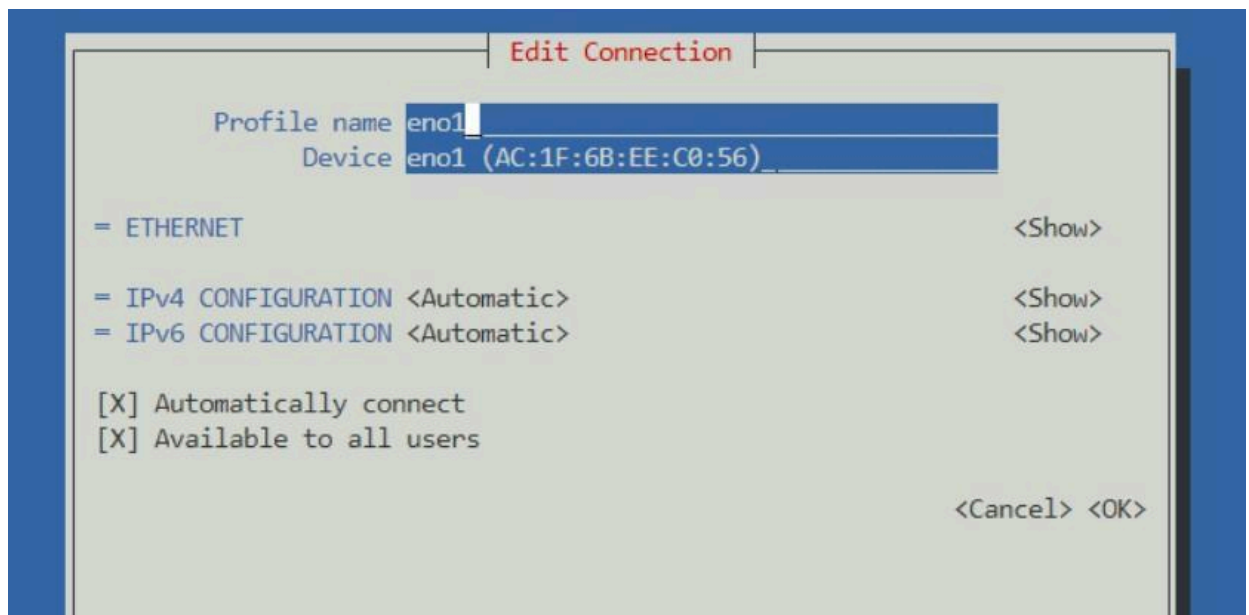 Edit Connection
Profile name eno1
Device eno1 (AC:1F:6B:EE:C0:56)
= ETHERNET <Show>
= IPv4 CONFIGURATION <Automatic> <Show>
= IPv6 CONFIGURATION <Automatic> <Show>
[X] Automatically connect
[X] Available to all users
<Cancel> <OK>